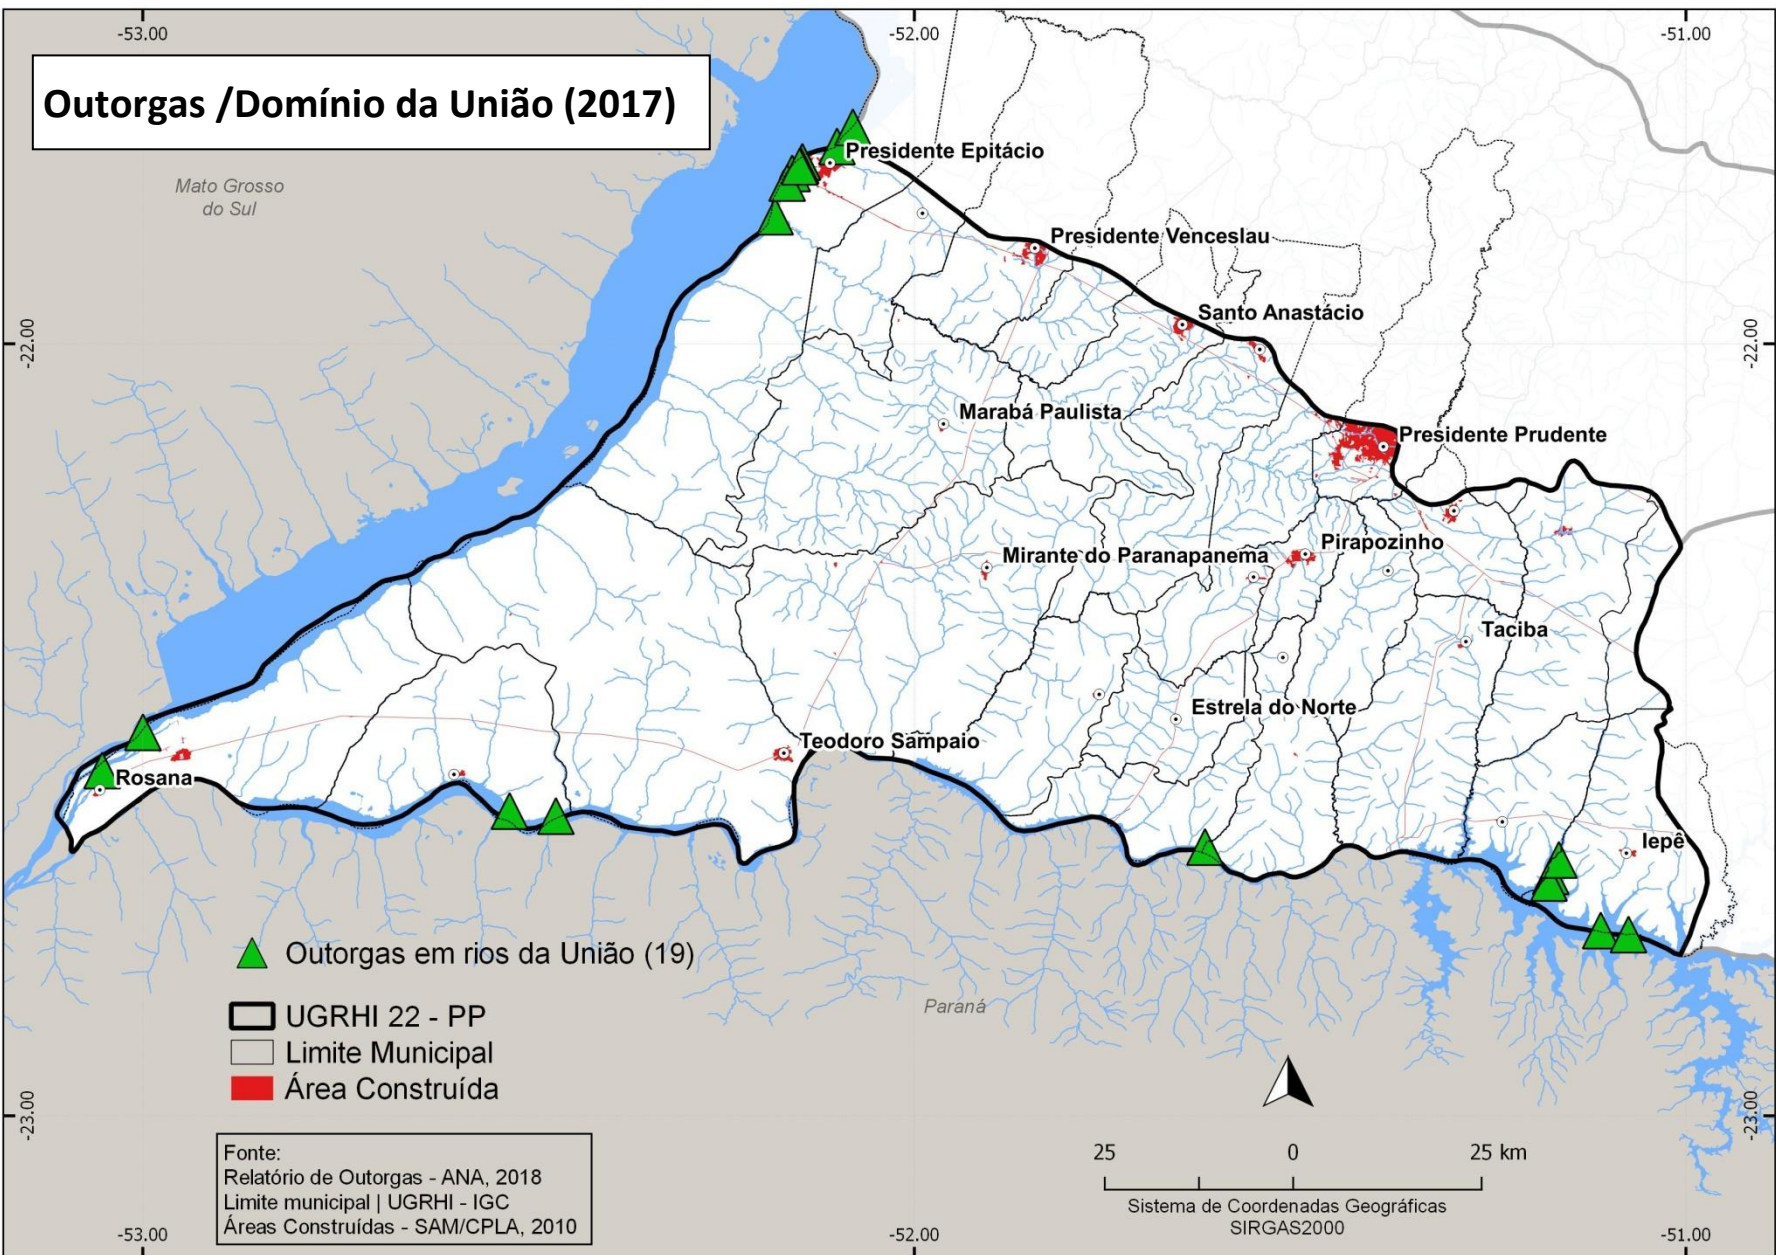 -53.00
-52.00
-51.00
Outorgas /Domínio da União (2017)
Mato Grosso
do Sul
Presidente Epitácio
Presidente Venceslau
Santo Anastácio
-22.00
-22.00
Marabá Paulista
Presidente Prudente
Mirante do Paranapanema
Pirapozinho
Taciba
Estrela do Norte
Teodoro Sampaio
Rosana
Iepê
Outorgas em rios da União (19)
UGRHI 22 - PP
Limite Municipal
Área Construída
Paraná
-23.00
-23.00
Fonte:
Relatório de Outorgas - ANA, 2018
Limite municipal | UGRHI - IGC
Áreas Construídas - SAM/CPLA, 2010
25 0 25 km
Sistema de Coordenadas Geográficas
SIRGAS2000
-53.00
-52.00
-51.00